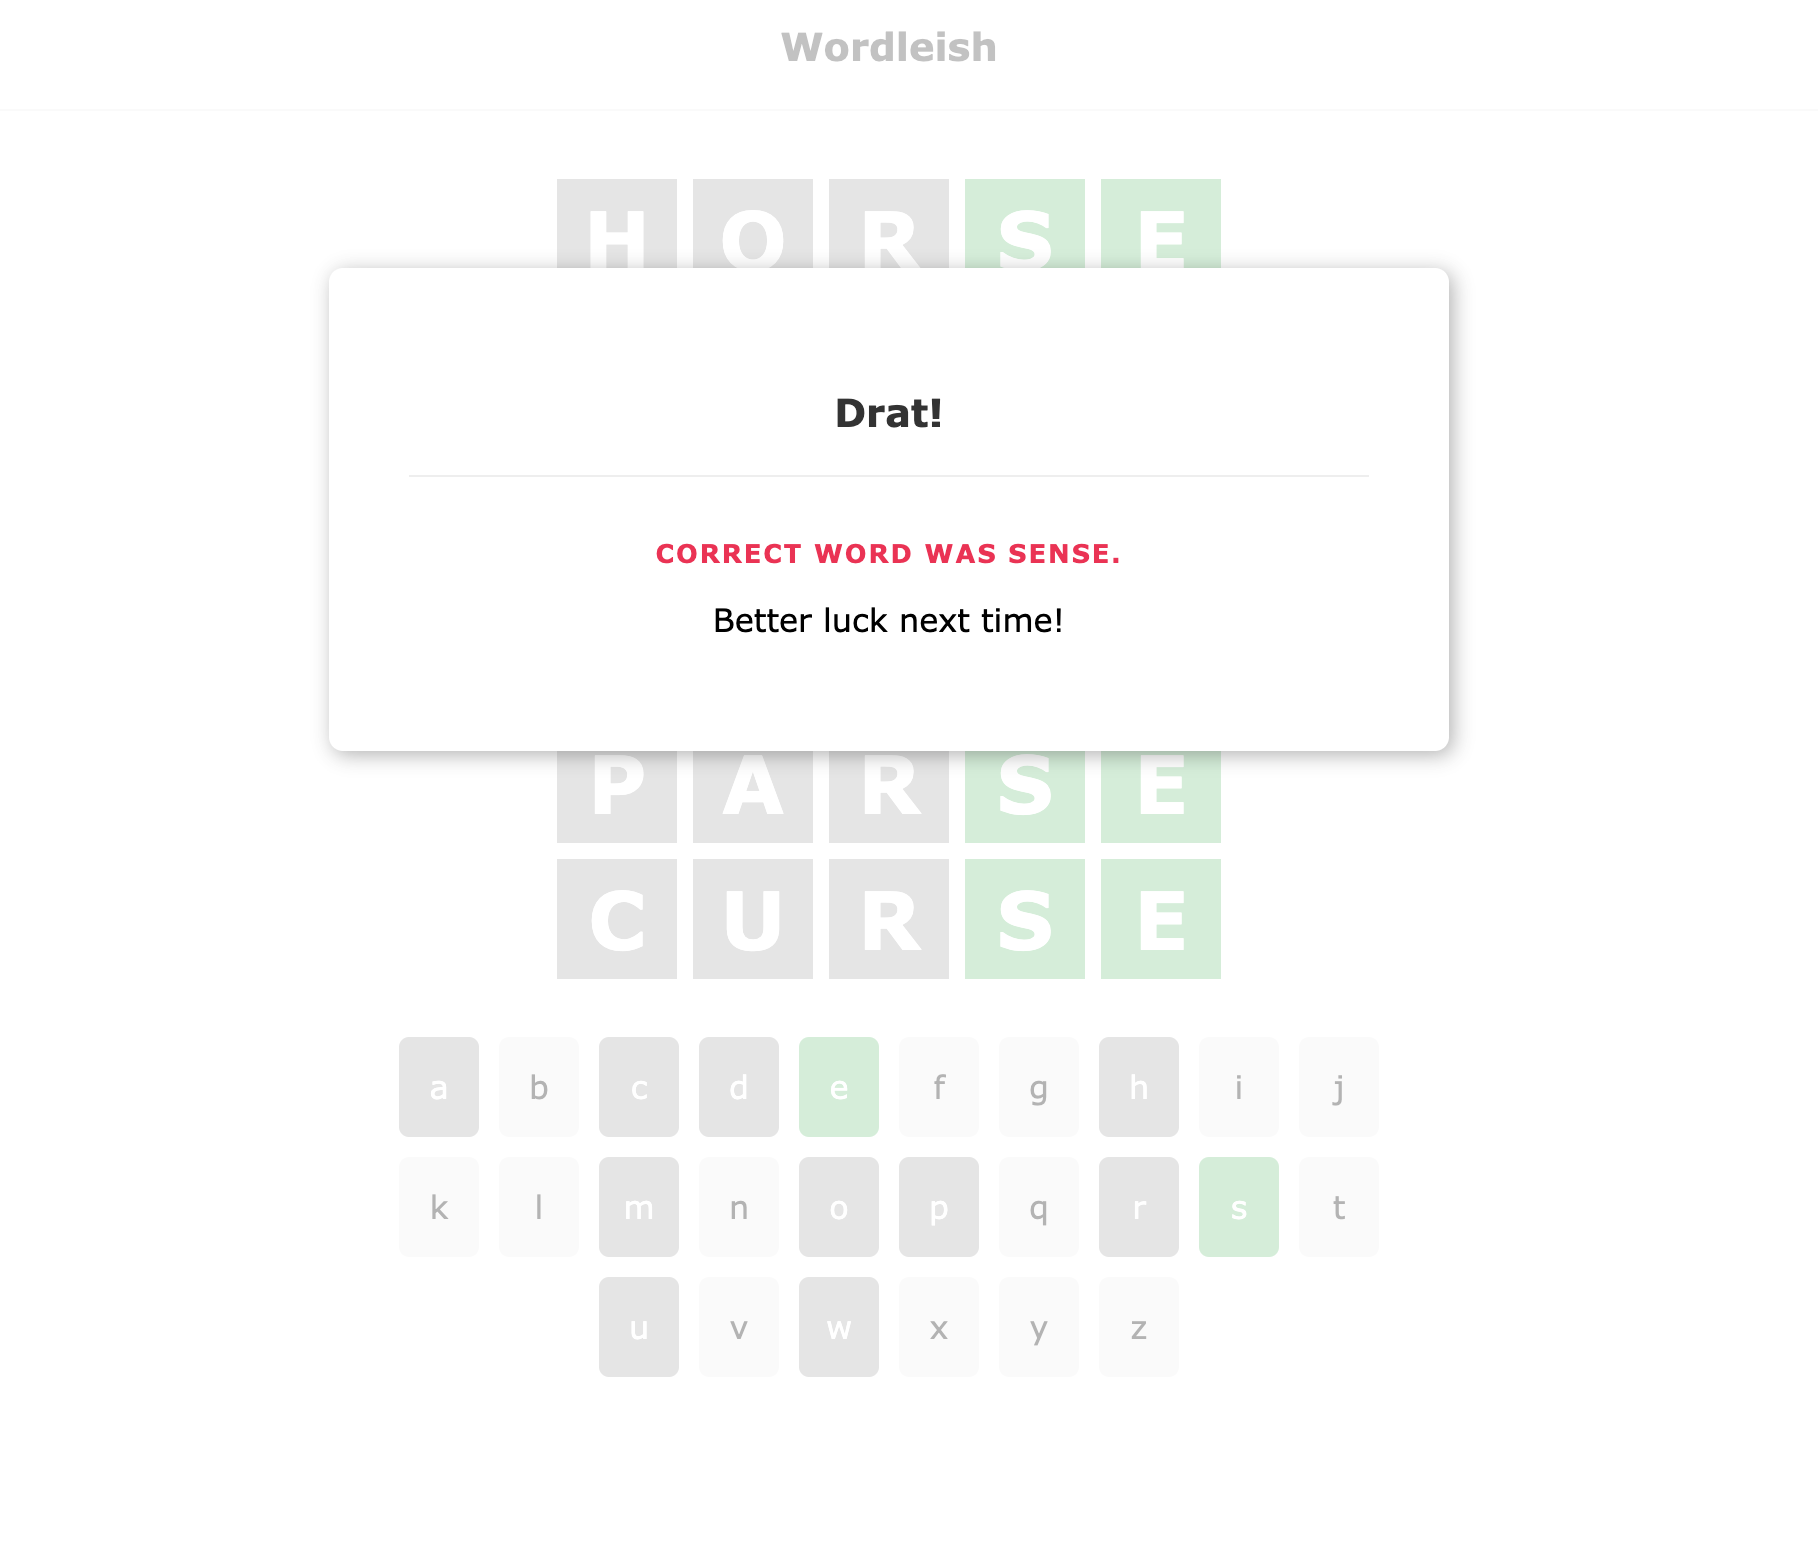 Wordleish
H O R S E
Drat!
CORRECT WORD WAS SENSE.
Better luck next time!
P A R S E
C U R S E
a b c d e f g h i j
k l m n o p q r s t
u v w x y z